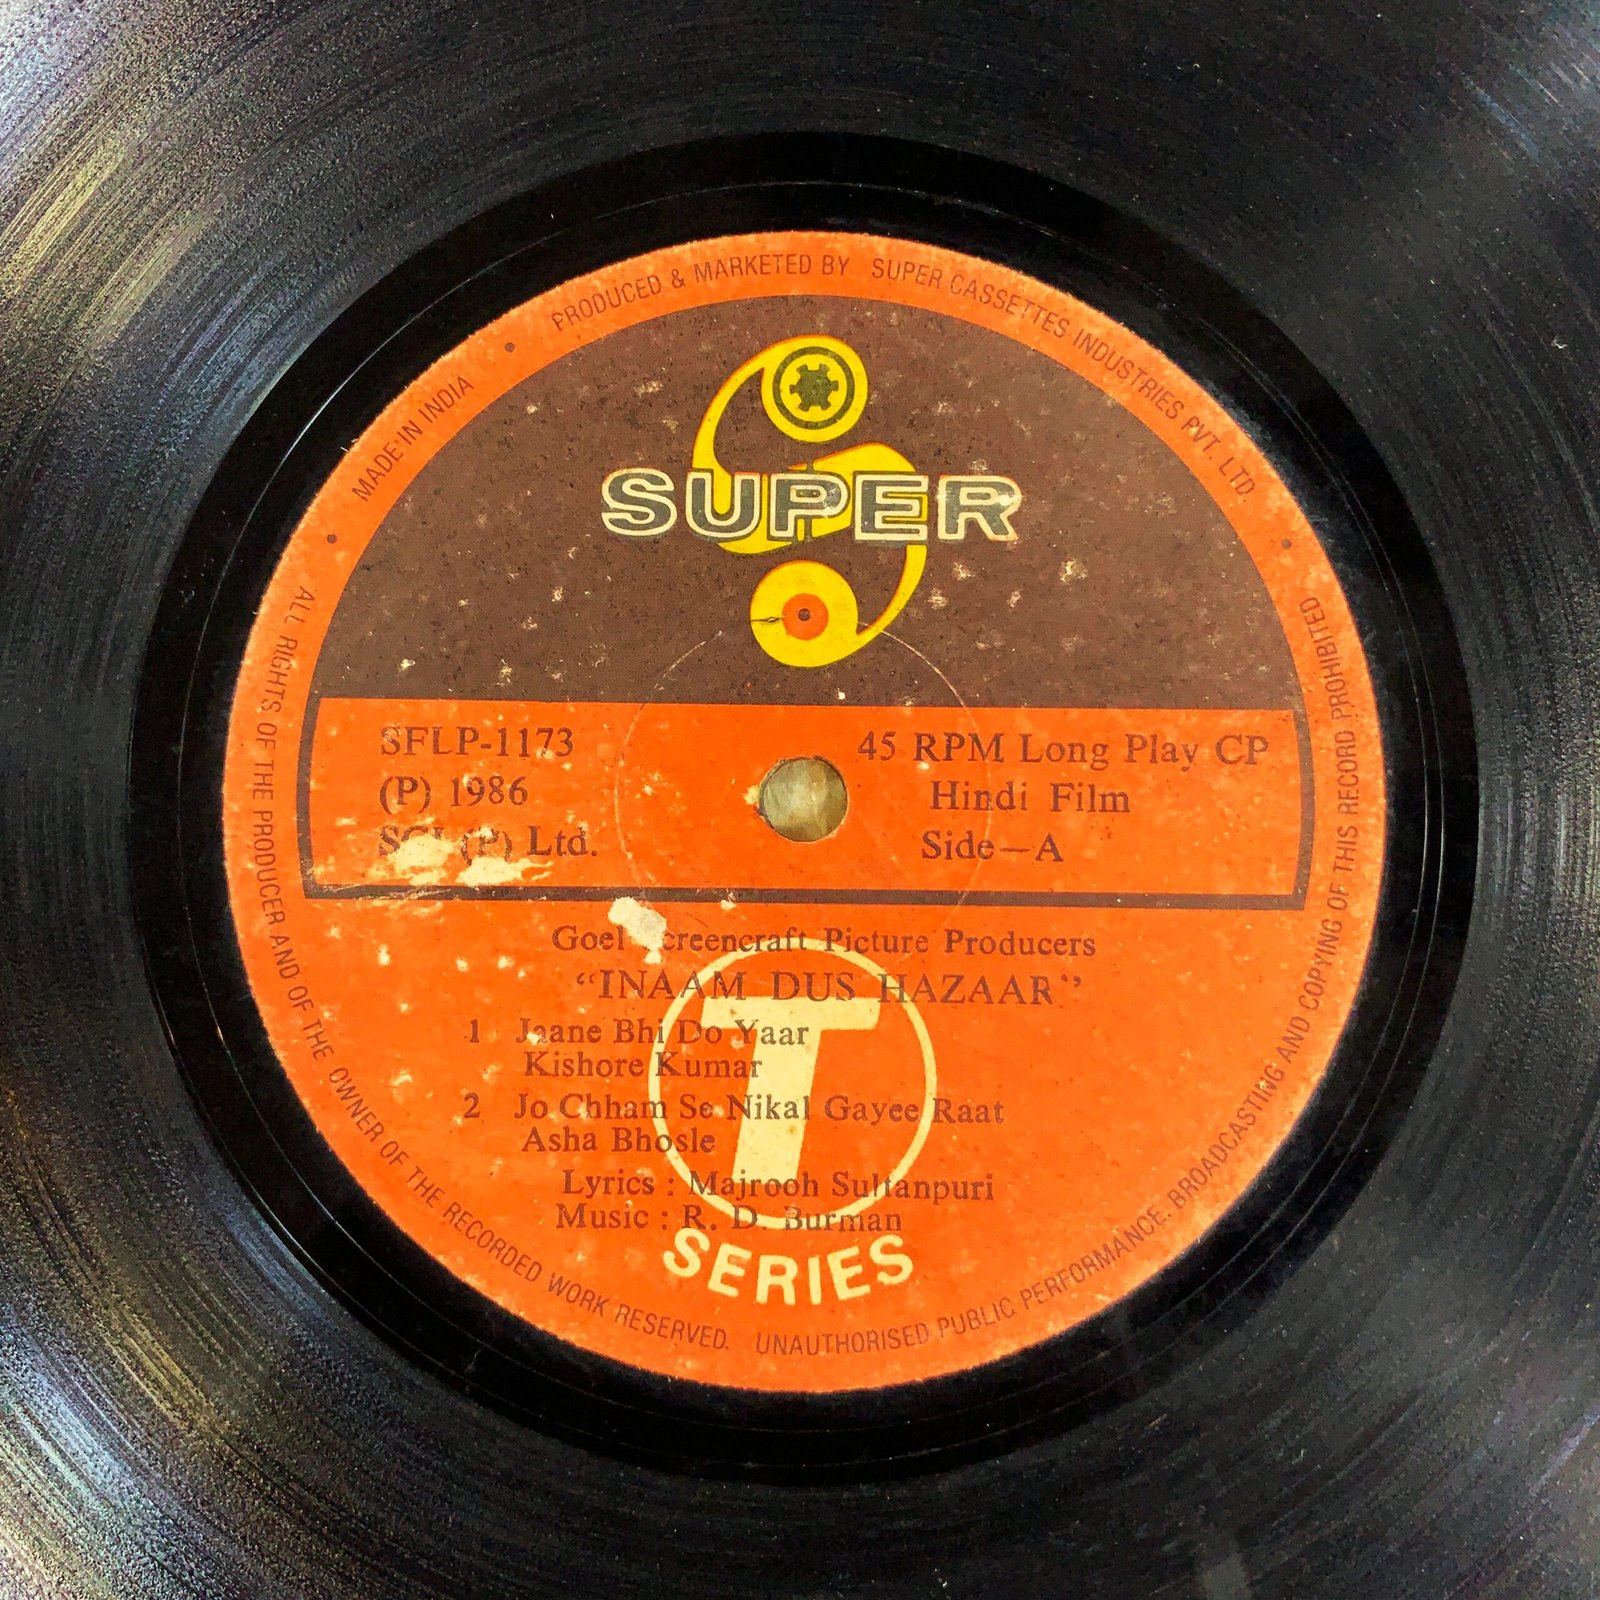 MADE IN INDIA
PRODUCED & MARKETED BY SUPER CASSETTES INDUSTRIES PVT. LTD.
SUPER
SFLP-1173
(P) 1986
(P) Ltd.
45 RPM Long Play CP
Hindi Film
Side—A
Goel Picture Producers
“INAAM DUS HAZAAR”
1 Jaane Bhi Do Yaar
Kishore Kumar
2 Jo Chham Se Nikal Gayee Raat
Asha Bhosle
Lyrics : Majrooh Sultanpuri
Music : R. D. Burman
T
SERIES
ALL RIGHTS OF THE PRODUCER AND OF THE OWNER OF THE RECORDED WORK RESERVED. UNAUTHORISED PUBLIC PERFORMANCE. BROADCASTING AND COPYING OF THIS RECORD PROHIBITED